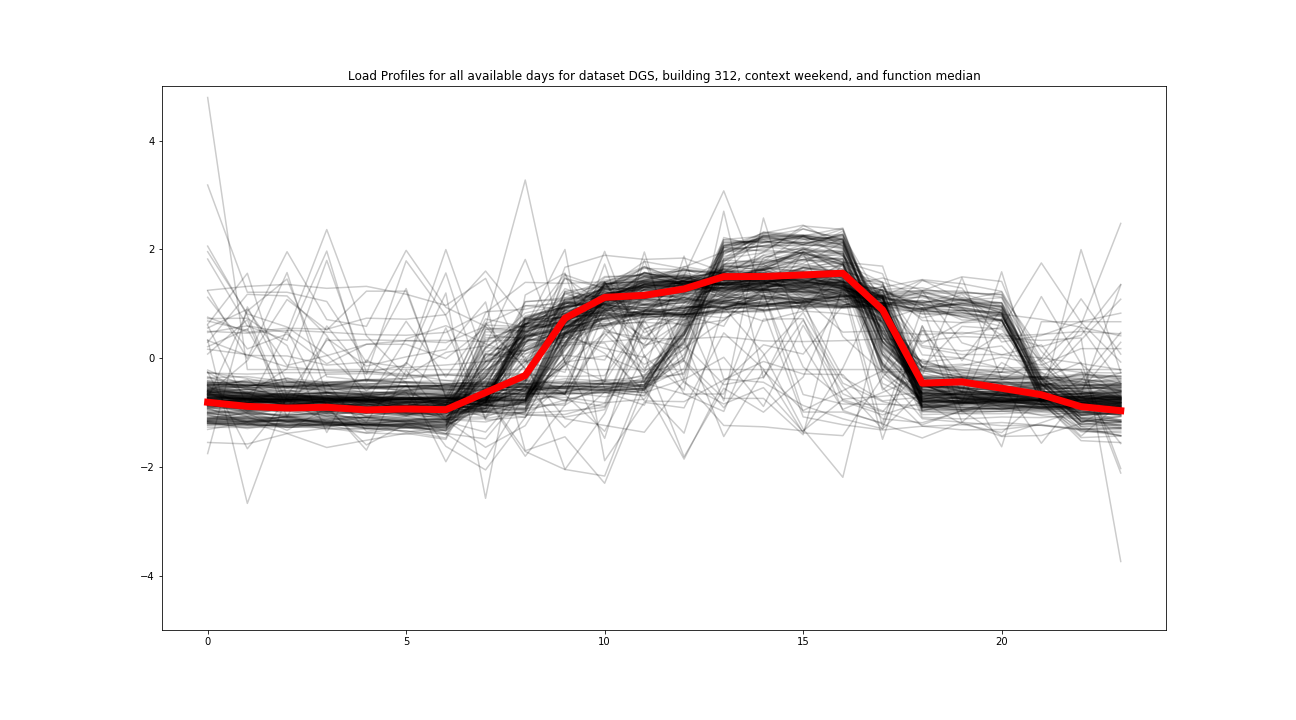 Load Profiles for all available days for dataset DGS, building 312, context weekend, and function median
4
2
0
−2
−4
0 5 10 15 20